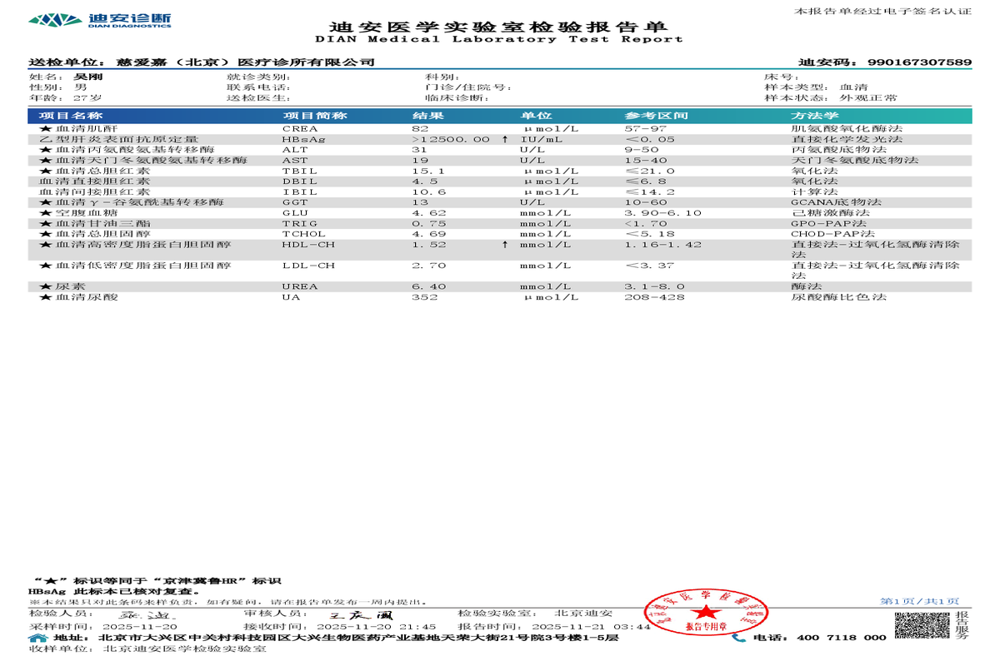 迪安诊断
DIAN DIAGNOSTICS
本报告单经过电子签名认证
迪安医学实验室检验报告单
DIAN Medical Laboratory Test Report
送检单位: 慈爱嘉（北京）医疗诊所有限公司 迪安码: 990167307589
姓名: 吴刚 就诊类别: 科别: 床号:
性别: 男 联系电话: 门诊/住院号: 样本类型: 血清
年龄: 27岁 送检医生: 临床诊断: 样本状态: 外观正常
项目名称 项目简称 结果 单位 参考区间 方法学
★血清肌酐 CREA 82 μmol/L 57-97 肌氨酸氧化酶法
乙型肝炎表面抗原定量 HBsAg >12500.00 ↑ IU/mL <0.05 直接化学发光法
★血清丙氨酸氨基转移酶 ALT 31 U/L 9-50 丙氨酸底物法
★血清天门冬氨酸氨基转移酶 AST 19 U/L 15-40 天门冬氨酸底物法
★血清总胆红素 TBIL 15.1 μmol/L ≤21.0 氧化法
血清直接胆红素 DBIL 4.5 μmol/L ≤6.8 氧化法
血清间接胆红素 IBIL 10.6 μmol/L ≤14.2 计算法
★血清γ-谷氨酰基转移酶 GGT 13 U/L 10-60 GCANA底物法
★空腹血糖 GLU 4.62 mmol/L 3.90-6.10 己糖激酶法
★血清甘油三酯 TRIG 0.75 mmol/L <1.70 GPO-PAP法
★血清总胆固醇 TCHOL 4.69 mmol/L <5.18 CHOD-PAP法
★血清高密度脂蛋白胆固醇 HDL-CH 1.52 ↑ mmol/L 1.16-1.42 直接法-过氧化氢酶清除
法
★血清低密度脂蛋白胆固醇 LDL-CH 2.70 mmol/L <3.37 直接法-过氧化氢酶清除
法
★尿素 UREA 6.40 mmol/L 3.1-8.0 酶法
★血清尿酸 UA 352 μmol/L 208-428 尿酸酶比色法
“★”标识等同于“京津冀鲁HR”标识
HBsAg 此标本已核对复查。
※本结果只对此条码来样负责, 如有疑问, 请在报告单发布一周内提出。
第1页/共1页
检验人员: 审核人员: 检验实验室: 北京迪安
采样时间: 2025-11-20 接收时间: 2025-11-20 21:45 报告时间: 2025-11-21 03:44
报告专用章
地址: 北京市大兴区中关村科技园区大兴生物医药产业基地天荣大街21号院3号楼1-5层 电话: 400 7118 000
收样单位: 北京迪安医学检验实验室
报告服务